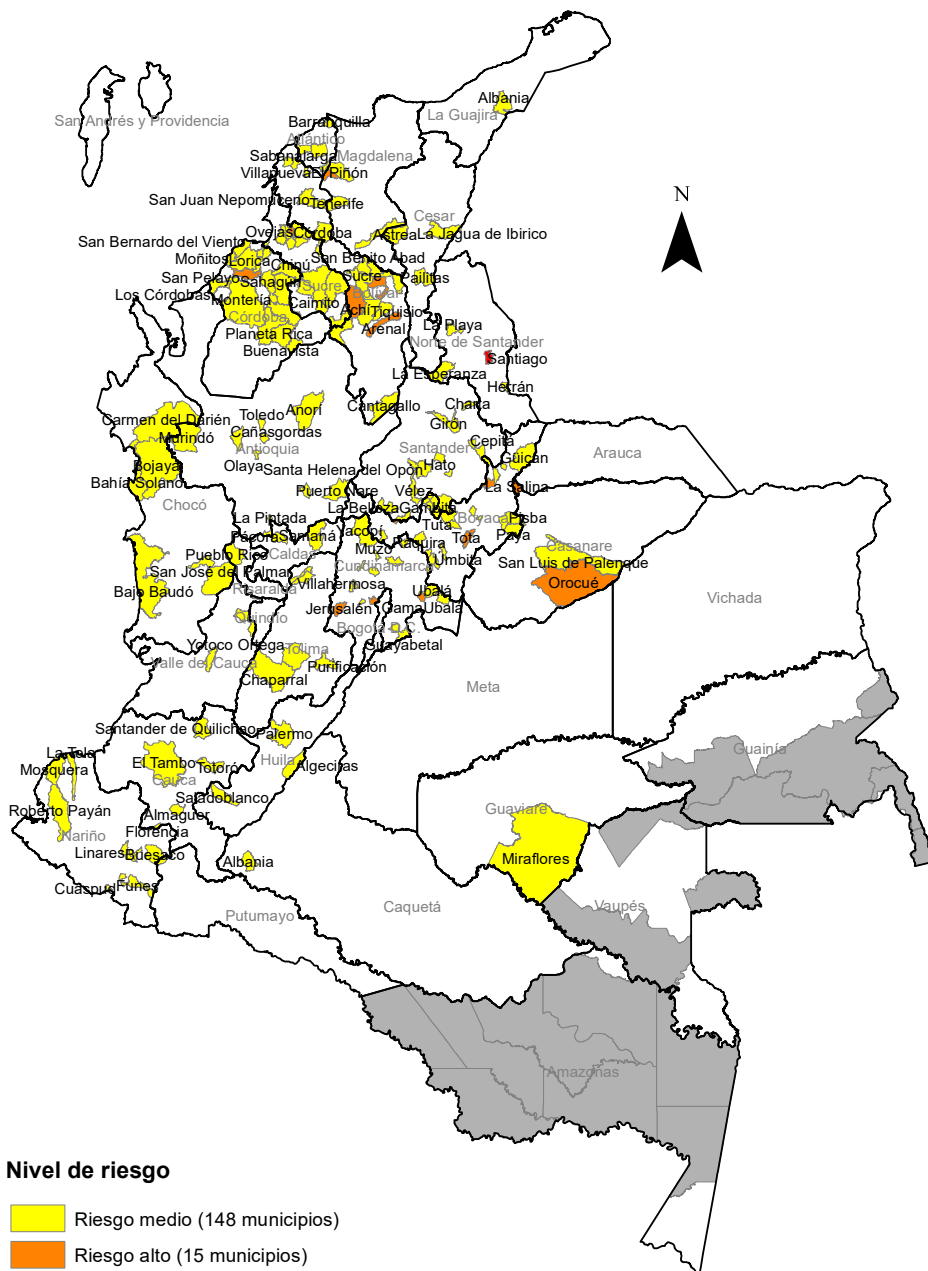 Albania
La Guajira
San Andrés y Providencia
Barranquilla
Atlántico
Sabanalarga
Magdalena
Villanueva
El Piñón
N
San Juan Nepomuceno
Tenerife
Cesar
Ovejas
Córdoba
Astrea
La Jagua de Ibirico
San Bernardo del Viento
Moñitos
Lorica
Chinú
San Benito Abad
San Pelayo
Sahagún
Sucre
Sucre
Pailitas
Los Córdobas
Montería
Caimito
Bolívar
Córdoba
Achí
Tiquisio
Planeta Rica
Arenal
La Playa
Buenavista
Norte de Santander
Santiago
La Esperanza
Herrán
Toledo
Anorí
Cantagallo
Charta
Carmen del Darién
Girón
Murindó
Cañasgordas
Antioquia
Santander
Cepitá
Arauca
Bojaya
Olaya
Santa Helena del Opón
Hato
Güicán
Bahía Solano
Puerto Nare
Vélez
La Salina
Chocó
La Belleza
Gámbita
La Pintada
Tuta
Boyacá
Pisba
Pácora
Samaná
Yacopí
Ráquira
Tota
Paya
Casanare
Pueblo Rico
Caldas
Muzo
Umbita
San Luis de Palenque
San José del Palmar
Cundinamarca
Risaralda
Villahermosa
Orocué
Vichada
Bajo Baudó
Ubalá
Jerusalén
Gama
Ubalá
Quindío
Bogotá D.C.
Guayabetal
Yotoco
Ortega
Tolima
Valle del Cauca
Purificación
Chaparral
Meta
Santander de Quilichao
Palermo
La Tola
El Tambo
Huila
Guainía
Mosquera
Totoró
Algeciras
Cauca
Saladoblanco
Guaviare
Roberto Payán
Almaguer
Nariño
Florencia
Linares
Buesaco
Albania
Miraflores
Cuaspud
Funes
Caquetá
Vaupés
Putumayo
Amazonas
Nivel de riesgo
Riesgo medio (148 municipios)
Riesgo alto (15 municipios)